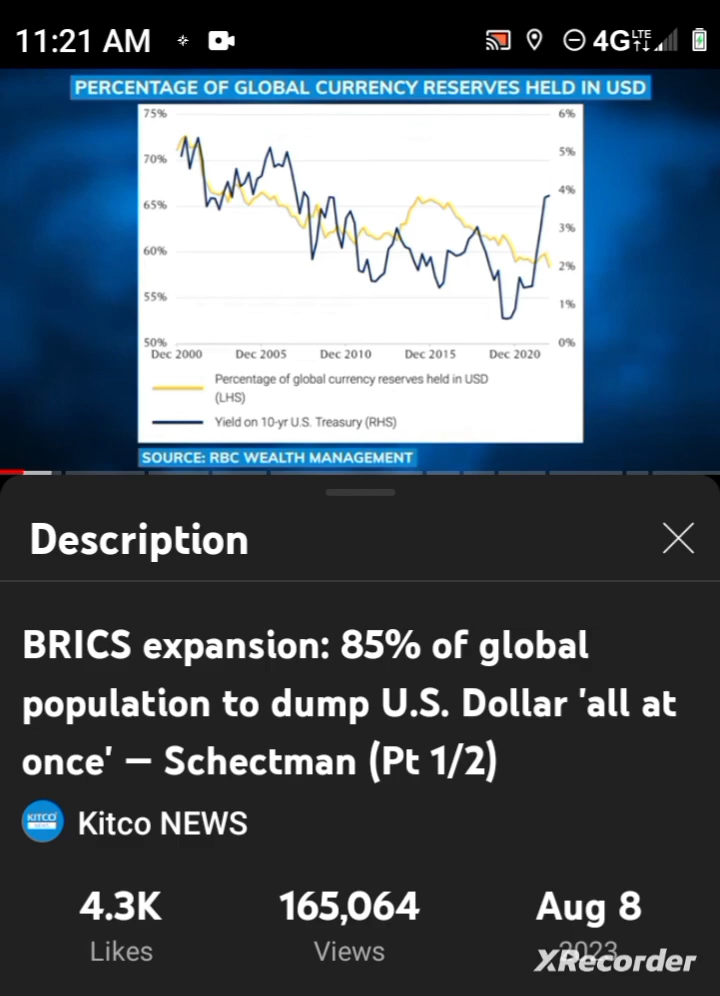 11:21 AM
4G LTE
PERCENTAGE OF GLOBAL CURRENCY RESERVES HELD IN USD
75% 6%
70% 5%
65% 4%
60% 3%
55% 2%
50% 1%
0%
Dec 2000 Dec 2005 Dec 2010 Dec 2015 Dec 2020
Percentage of global currency reserves held in USD
(LHS)
Yield on 10-yr U.S. Treasury (RHS)
SOURCE: RBC WEALTH MANAGEMENT
Description
BRICS expansion: 85% of global
population to dump U.S. Dollar 'all at
once' – Schectman (Pt 1/2)
KITCO NEWS
Kitco NEWS
4.3K 165,064 Aug 8
Likes Views 2023
XRecorder